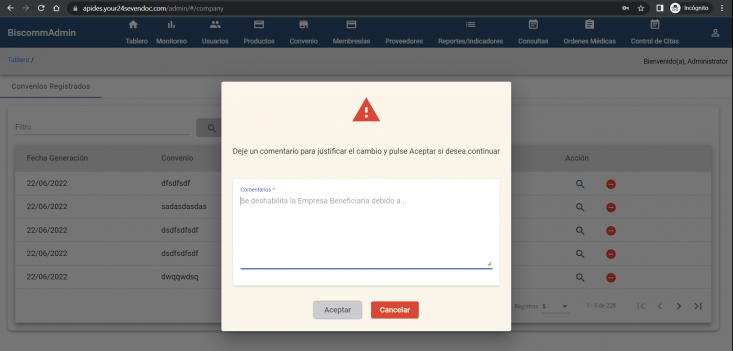 apides.your24sevendoc.com/admin/#/company
Incógnito
BiscommAdmin
Tablero
Monitoreo
Usuarios
Productos
Convenio
Membresías
Proveedores
Reportes/Indicadores
Consultas
Ordenes Médicas
Control de Citas
Tablero /
Bienvenido(a), Administrator
Convenios Registrados
Filtro
Fecha Generación
Convenio
Acción
22/06/2022
dfsdfsdf
22/06/2022
sadasdasdas
22/06/2022
dsdfsdfsdf
22/06/2022
dsdfsdfsdf
22/06/2022
dwqqwdsq
Registros 5
1 - 5 de 228
Deje un comentario para justificar el cambio y pulse Aceptar si desea continuar
Comentarios *
Se deshabilita la Empresa Beneficiaria debido a...
Aceptar
Cancelar